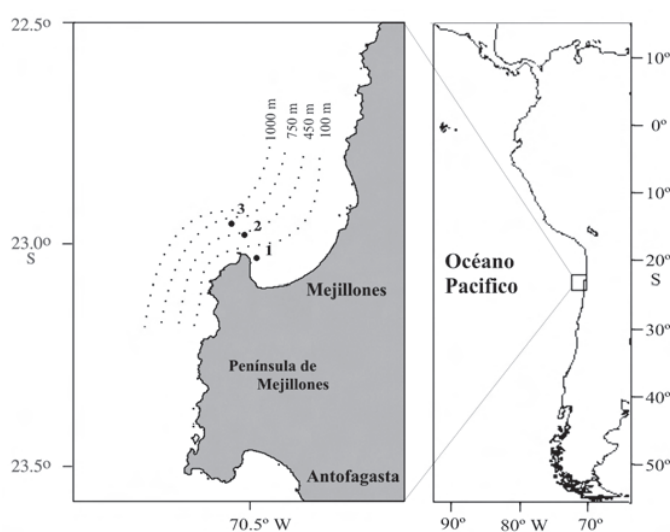 22.5º
23.0º
S
23.5º
70.5º W
1000 m
750 m
450 m
100 m
3
2
1
Mejillones
Península de
Mejillones
Antofagasta
Océano
Pacifico
10º
0º
10º
20º
S
30º
40º
50º
90º
80º W
70º